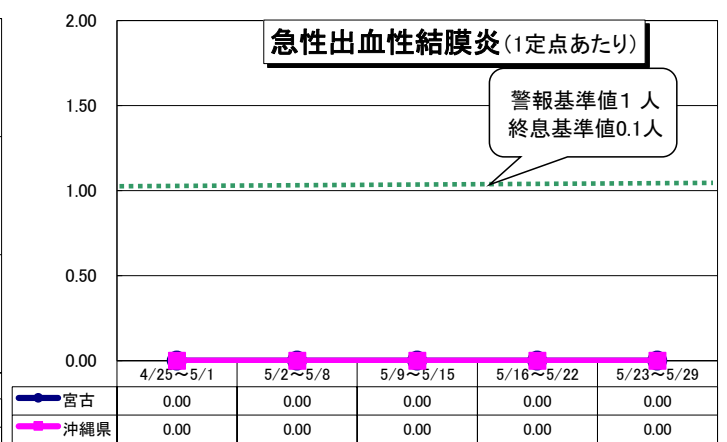 急性出血性結膜炎(1定点あたり)
警報基準値1 人
終息基準値0.1人
2.00
1.50
1.00
0.50
0.00
4/25～5/1 5/2～5/8 5/9～5/15 5/16～5/22 5/23～5/29
宮古 0.00 0.00 0.00 0.00 0.00
沖縄県 0.00 0.00 0.00 0.00 0.00